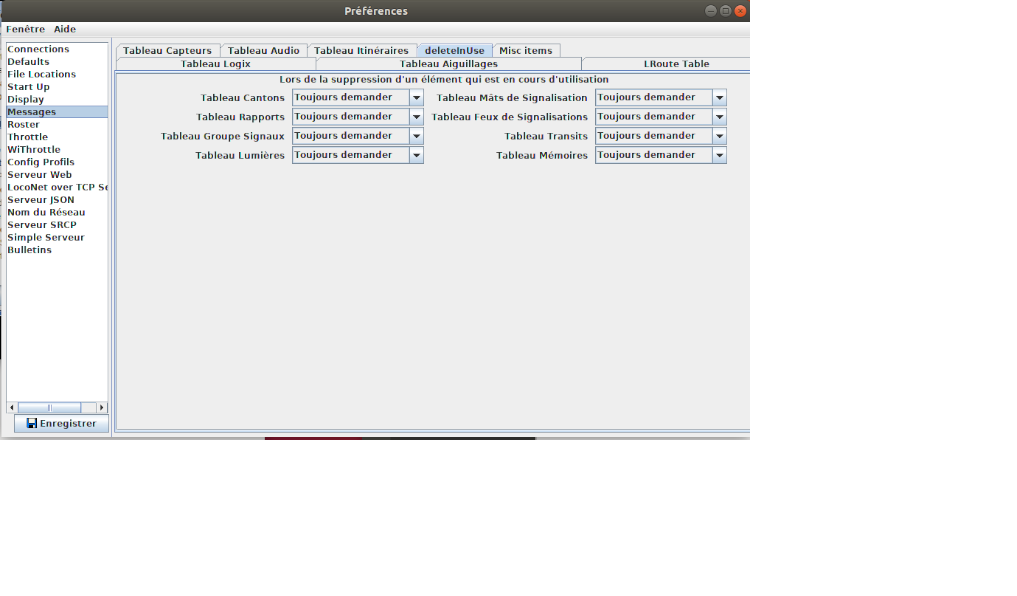 Préférences
Fenêtre Aide
Connections
Defaults
File Locations
Start Up
Display
Messages
Roster
Throttle
WiThrottle
Config Profils
Serveur Web
LocoNet over TCP Se
Serveur JSON
Nom du Réseau
Serveur SRCP
Simple Serveur
Bulletins
Enregistrer
Tableau Capteurs Tableau Audio Tableau Itinéraires deleteInUse Misc items
Tableau Logix Tableau Aiguillages LRoute Table
Lors de la suppression d'un élément qui est en cours d'utilisation
Tableau Cantons Toujours demander Tableau Mâts de Signalisation Toujours demander
Tableau Rapports Toujours demander Tableau Feux de Signalisations Toujours demander
Tableau Groupe Signaux Toujours demander Tableau Transits Toujours demander
Tableau Lumières Toujours demander Tableau Mémoires Toujours demander